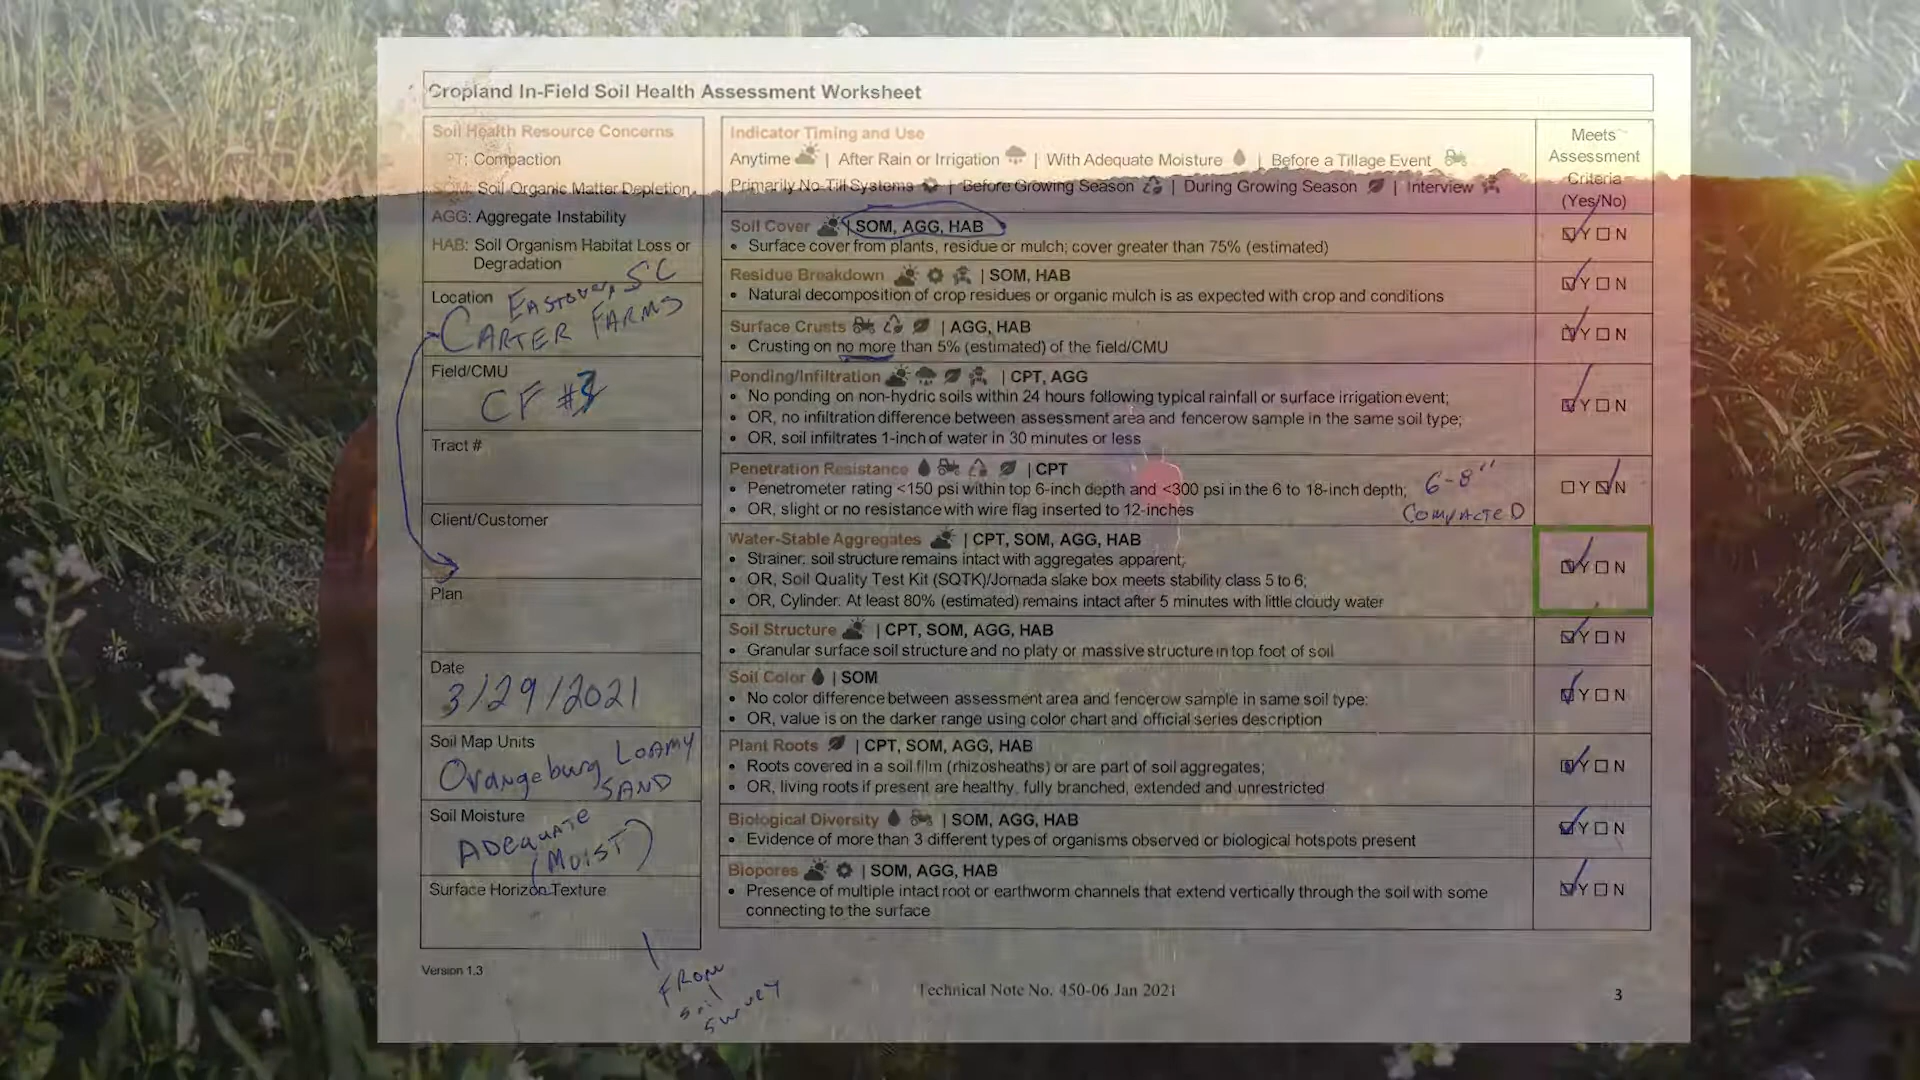 Cropland In-Field Soil Health Assessment Worksheet
Soil Health Resource Concerns
CPT: Compaction
SOM: Soil Organic Matter Depletion
AGG: Aggregate Instability
HAB: Soil Organism Habitat Loss or
Degradation
Location Eastover, SC
CARTER FARMS
Field/CMU
CF #3
Tract #
Client/Customer
Plan
Date
3/29/2021
Soil Map Units
Orangeburg LOAMY
SAND
Soil Moisture
ADEQUATE
(MOIST)
Surface Horizon Texture
FROM
Soil
Survey
Version 1.3
Indicator Timing and Use
Anytime | After Rain or Irrigation | With Adequate Moisture | Before a Tillage Event
Primarily No-Till Systems | Before Growing Season | During Growing Season | Interview
Meets
Assessment
Criteria
(Yes/No)
Soil Cover | SOM, AGG, HAB
• Surface cover from plants, residue or mulch; cover greater than 75% (estimated)
☑ Y ☐ N
Residue Breakdown | SOM, HAB
• Natural decomposition of crop residues or organic mulch is as expected with crop and conditions
☑ Y ☐ N
Surface Crusts | AGG, HAB
• Crusting on no more than 5% (estimated) of the field/CMU
☑ Y ☐ N
Ponding/Infiltration | CPT, AGG
• No ponding on non-hydric soils within 24 hours following typical rainfall or surface irrigation event;
• OR, no infiltration difference between assessment area and fencerow sample in the same soil type;
• OR, soil infiltrates 1-inch of water in 30 minutes or less
☑ Y ☐ N
Penetration Resistance | CPT
• Penetrometer rating <150 psi within top 6-inch depth and <300 psi in the 6 to 18-inch depth;
• OR, slight or no resistance with wire flag inserted to 12-inches
6-8"
COMPACTED
☐ Y ☑ N
Water-Stable Aggregates | CPT, SOM, AGG, HAB
• Strainer: soil structure remains intact with aggregates apparent;
• OR, Soil Quality Test Kit (SQTK)/Jornada slake box meets stability class 5 to 6;
• OR, Cylinder: At least 80% (estimated) remains intact after 5 minutes with little cloudy water
☑ Y ☐ N
Soil Structure | CPT, SOM, AGG, HAB
• Granular surface soil structure and no platy or massive structure in top foot of soil
☑ Y ☐ N
Soil Color | SOM
• No color difference between assessment area and fencerow sample in same soil type:
• OR, value is on the darker range using color chart and official series description
☑ Y ☐ N
Plant Roots | CPT, SOM, AGG, HAB
• Roots covered in a soil film (rhizosheaths) or are part of soil aggregates;
• OR, living roots if present are healthy, fully branched, extended and unrestricted
☑ Y ☐ N
Biological Diversity | SOM, AGG, HAB
• Evidence of more than 3 different types of organisms observed or biological hotspots present
☑ Y ☐ N
Biopores | SOM, AGG, HAB
• Presence of multiple intact root or earthworm channels that extend vertically through the soil with some
connecting to the surface
☑ Y ☐ N
Technical Note No. 450-06 Jan 2021
3